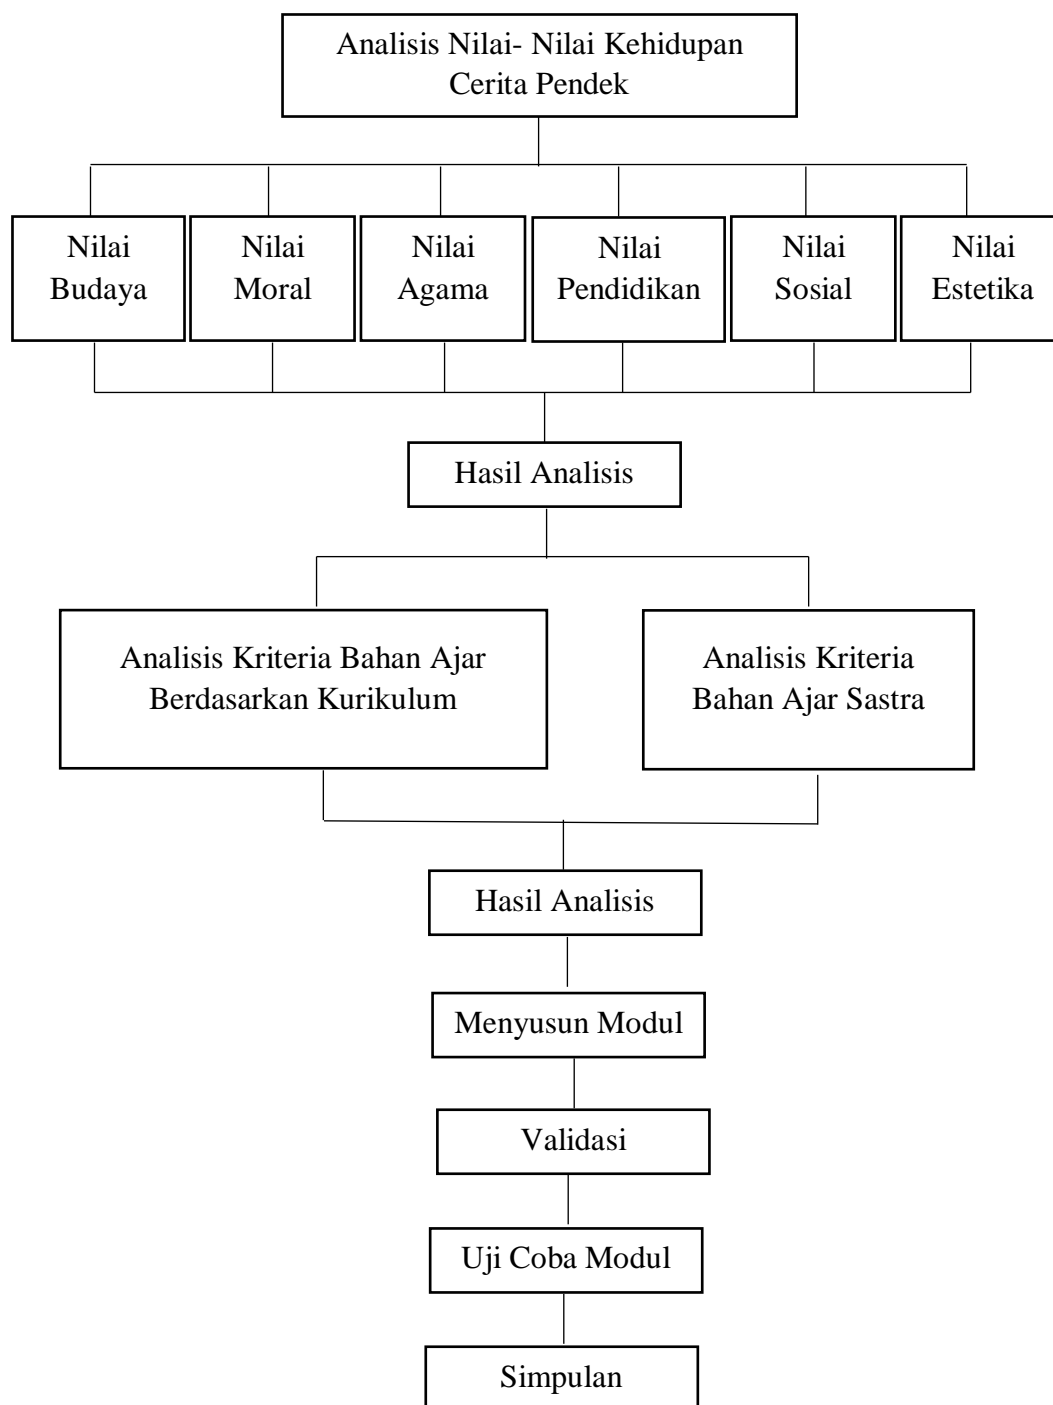 Analisis Nilai- Nilai Kehidupan
Cerita Pendek
Nilai
Budaya
Nilai
Moral
Nilai
Agama
Nilai
Pendidikan
Nilai
Sosial
Nilai
Estetika
Hasil Analisis
Analisis Kriteria Bahan Ajar
Berdasarkan Kurikulum
Analisis Kriteria
Bahan Ajar Sastra
Hasil Analisis
Menyusun Modul
Validasi
Uji Coba Modul
Simpulan